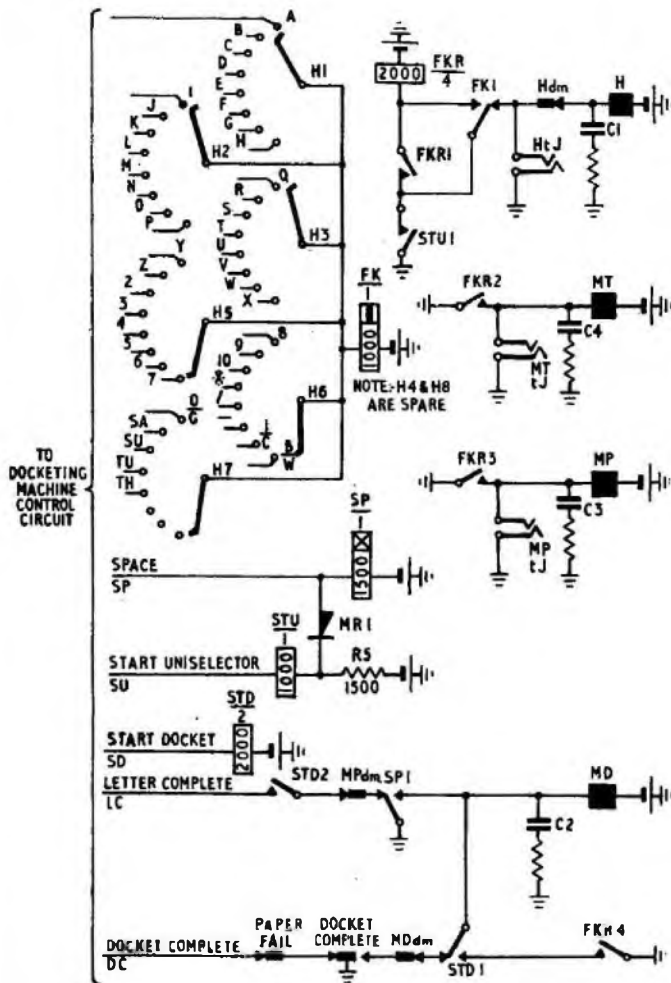 A
B
C
D
E
F
G
H
H1
I
J
K
L
M
N
O
P
H2
Q
R
S
T
U
V
W
X
H3
Y
Z
2
3
4
5
6
7
H5
8
9
10
1/C
B/W
H6
O/G
SA
SU
TU
TH
H7
TO
DOCKETING
MACHINE
CONTROL
CIRCUIT
2000
FKR/4
FK1
Hdm
H
C1
HtJ
FKR1
STU1
FK/1
1000
NOTE:- H4 & H8
ARE SPARE
FKR2
MT
C4
MT
tJ
FKR3
MP
C3
MP
tJ
SPACE
SP
SP/1
1500
MR1
START UNISELECTOR
SU
STU/1
1000
R5
1500
START DOCKET
SD
STD/2
2000
LETTER COMPLETE
LC
STD2
MPdm
SP1
MD
C2
DOCKET COMPLETE
DC
PAPER
FAIL
DOCKET
COMPLETE
MDdm
STD1
FKR4